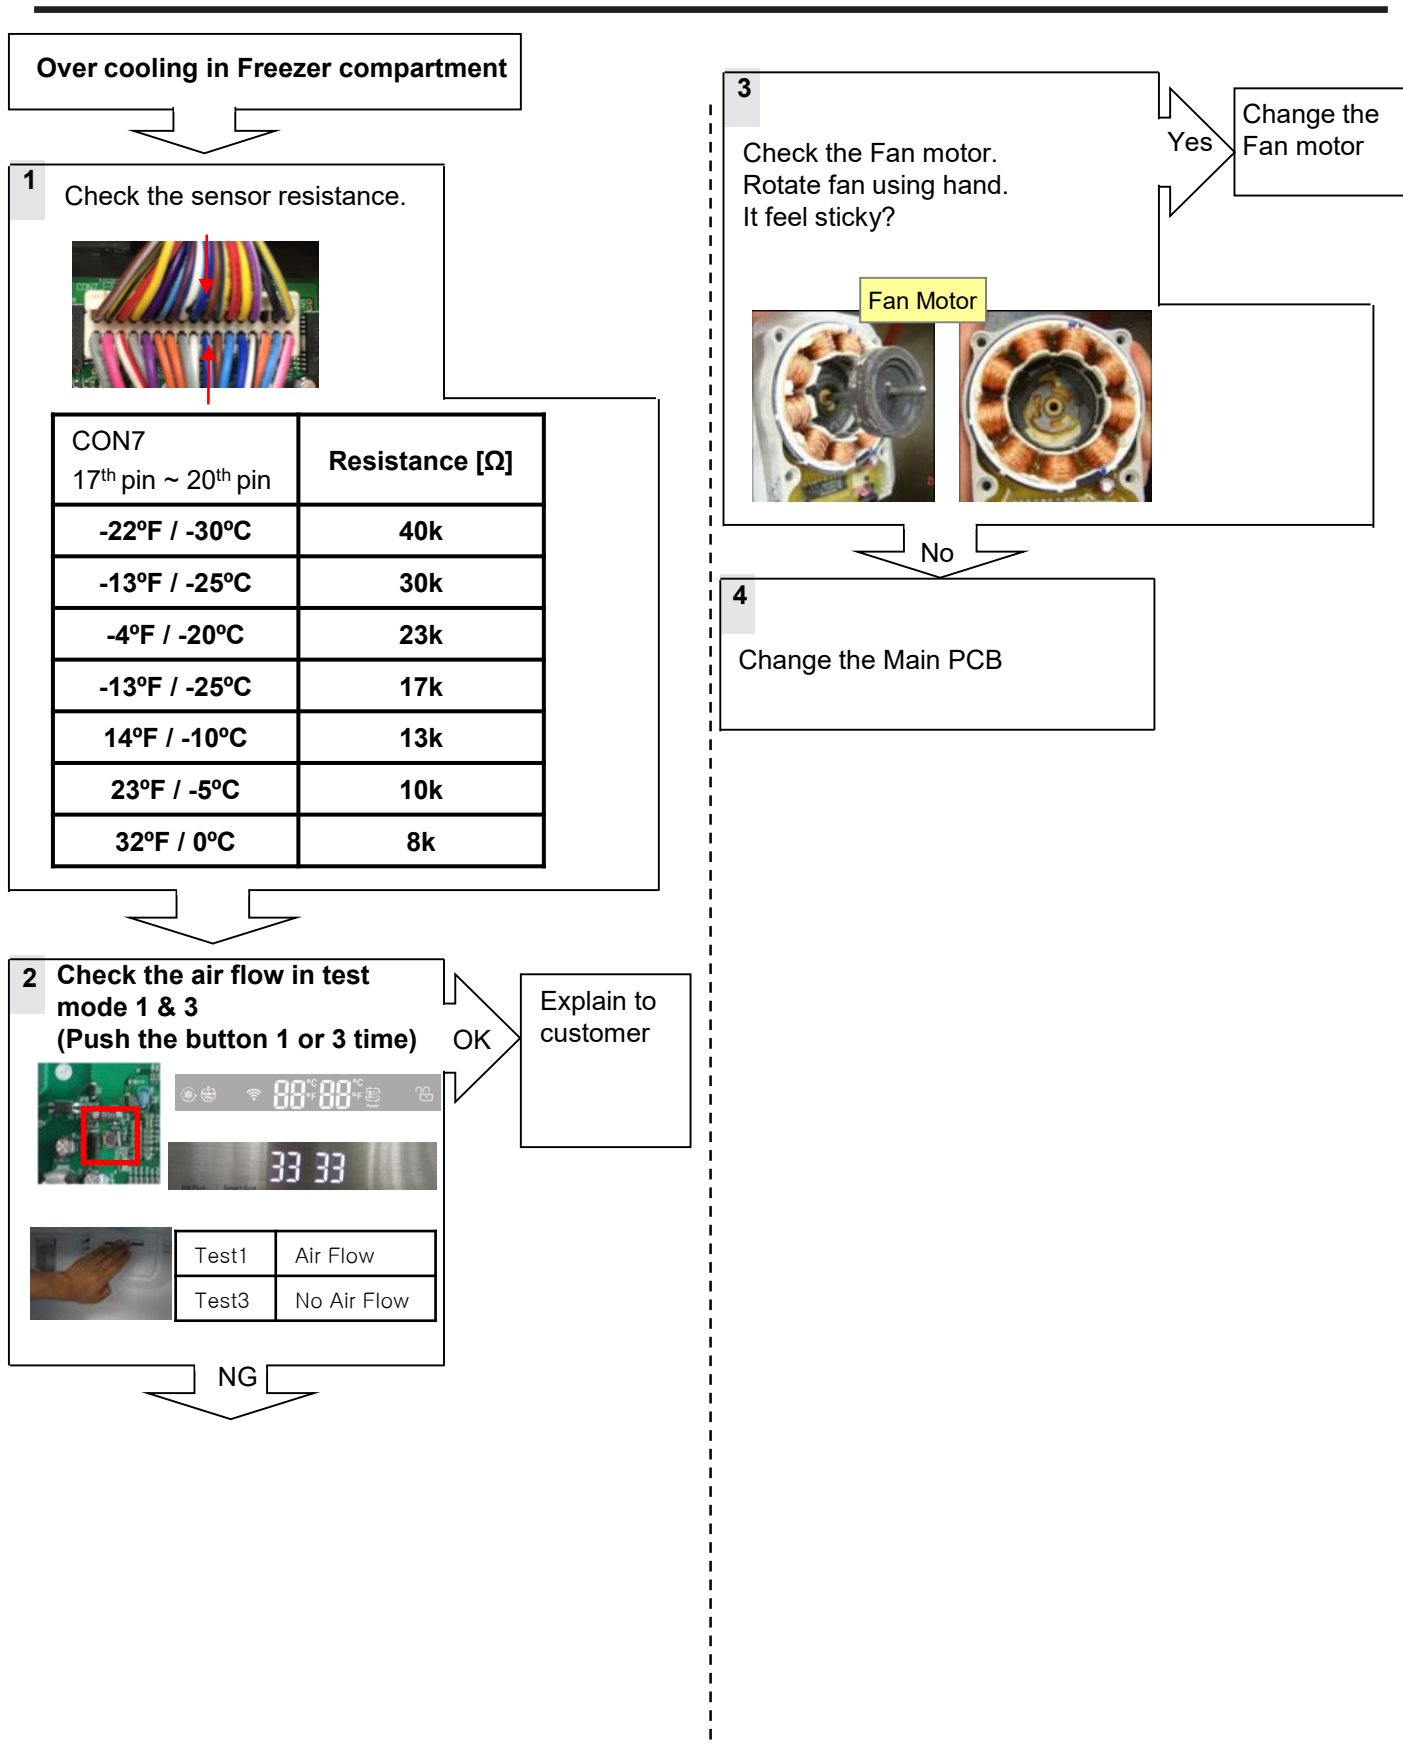 Over cooling in Freezer compartment
1
Check the sensor resistance.
CON7
17th pin ~ 20th pin
Resistance [Ω]
-22ºF / -30ºC
40k
-13ºF / -25ºC
30k
-4ºF / -20ºC
23k
-13ºF / -25ºC
17k
14ºF / -10ºC
13k
23ºF / -5ºC
10k
32ºF / 0ºC
8k
2
Check the air flow in test
mode 1 & 3
(Push the button 1 or 3 time)
OK
Explain to
customer
88 °C °F 88 °C °F
33 33
Test1
Air Flow
Test3
No Air Flow
NG
3
Check the Fan motor.
Rotate fan using hand.
It feel sticky?
Yes
Change the
Fan motor
Fan Motor
No
4
Change the Main PCB